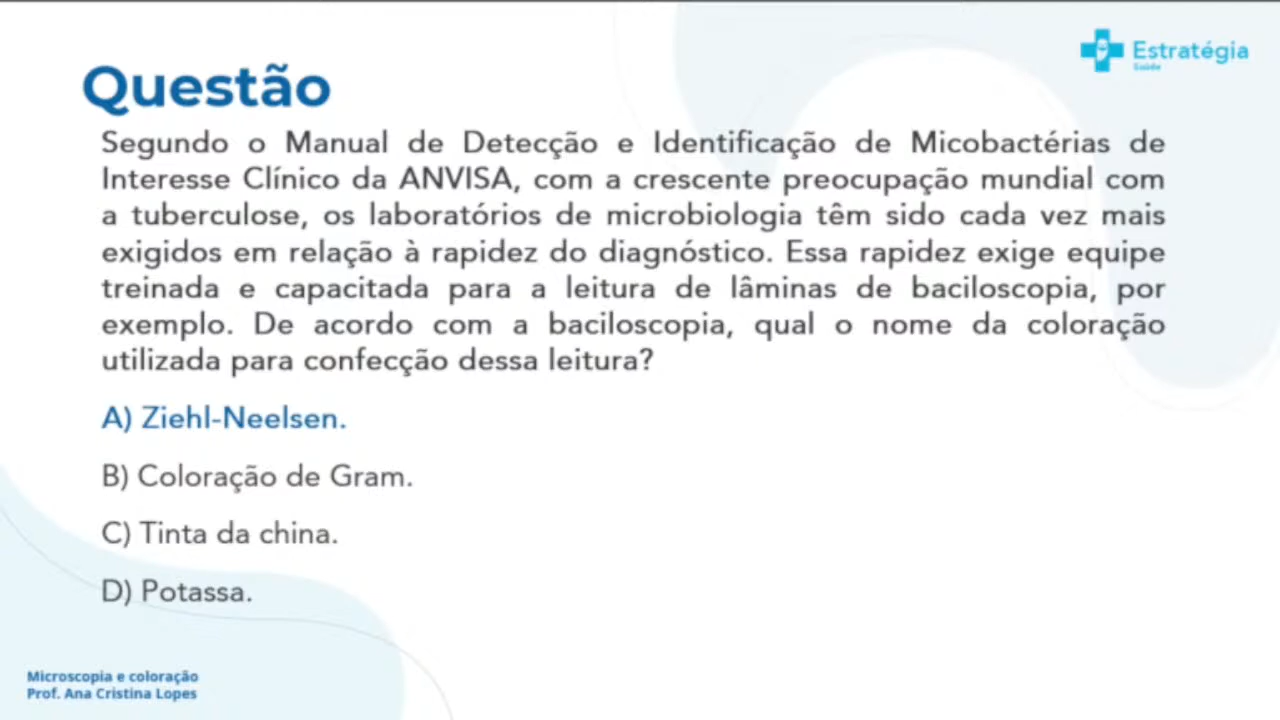 Estratégia
Saúde
Questão
Segundo o Manual de Detecção e Identificação de Micobactérias de
Interesse Clínico da ANVISA, com a crescente preocupação mundial com
a tuberculose, os laboratórios de microbiologia têm sido cada vez mais
exigidos em relação à rapidez do diagnóstico. Essa rapidez exige equipe
treinada e capacitada para a leitura de lâminas de baciloscopia, por
exemplo. De acordo com a baciloscopia, qual o nome da coloração
utilizada para confecção dessa leitura?
A) Ziehl-Neelsen.
B) Coloração de Gram.
C) Tinta da china.
D) Potassa.
Microscopia e coloração
Prof. Ana Cristina Lopes